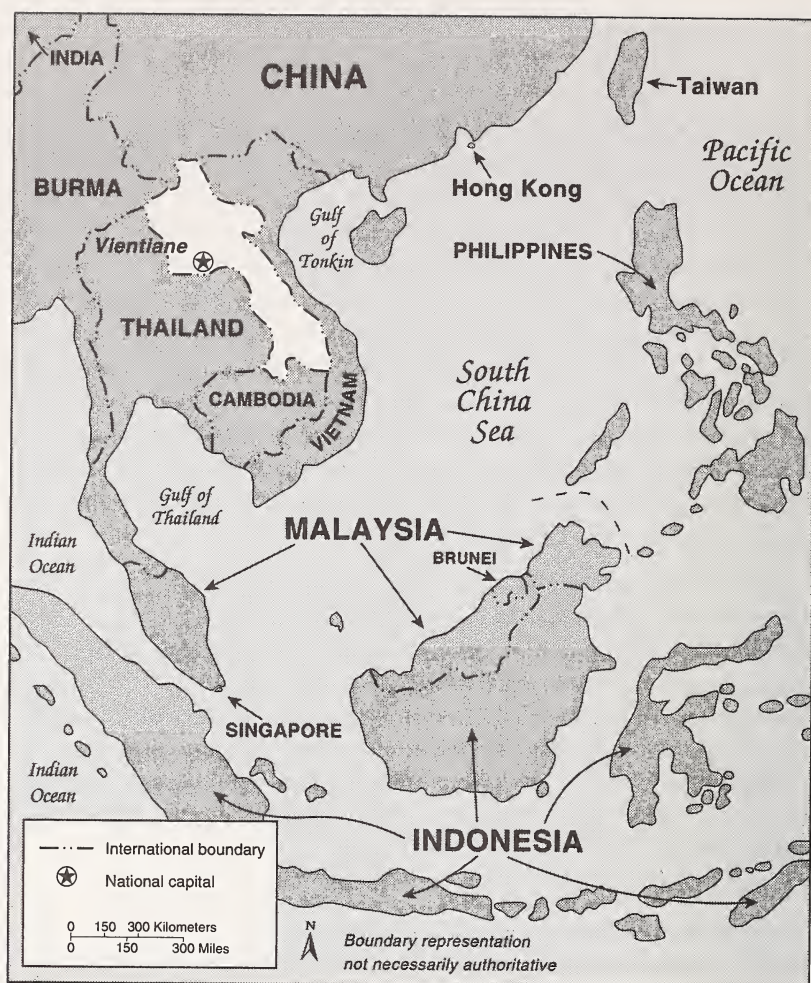 INDIA
CHINA
Taiwan
BURMA
Hong Kong
Pacific
Ocean
Vientiane
Gulf
of
Tonkin
PHILIPPINES
THAILAND
South
China
Sea
CAMBODIA
VIETNAM
Gulf of
Thailand
MALAYSIA
Indian
Ocean
BRUNEI
SINGAPORE
Indian
Ocean
INDONESIA
International boundary
National capital
0 150 300 Kilometers
0 150 300 Miles
N
Boundary representation
not necessarily authoritative